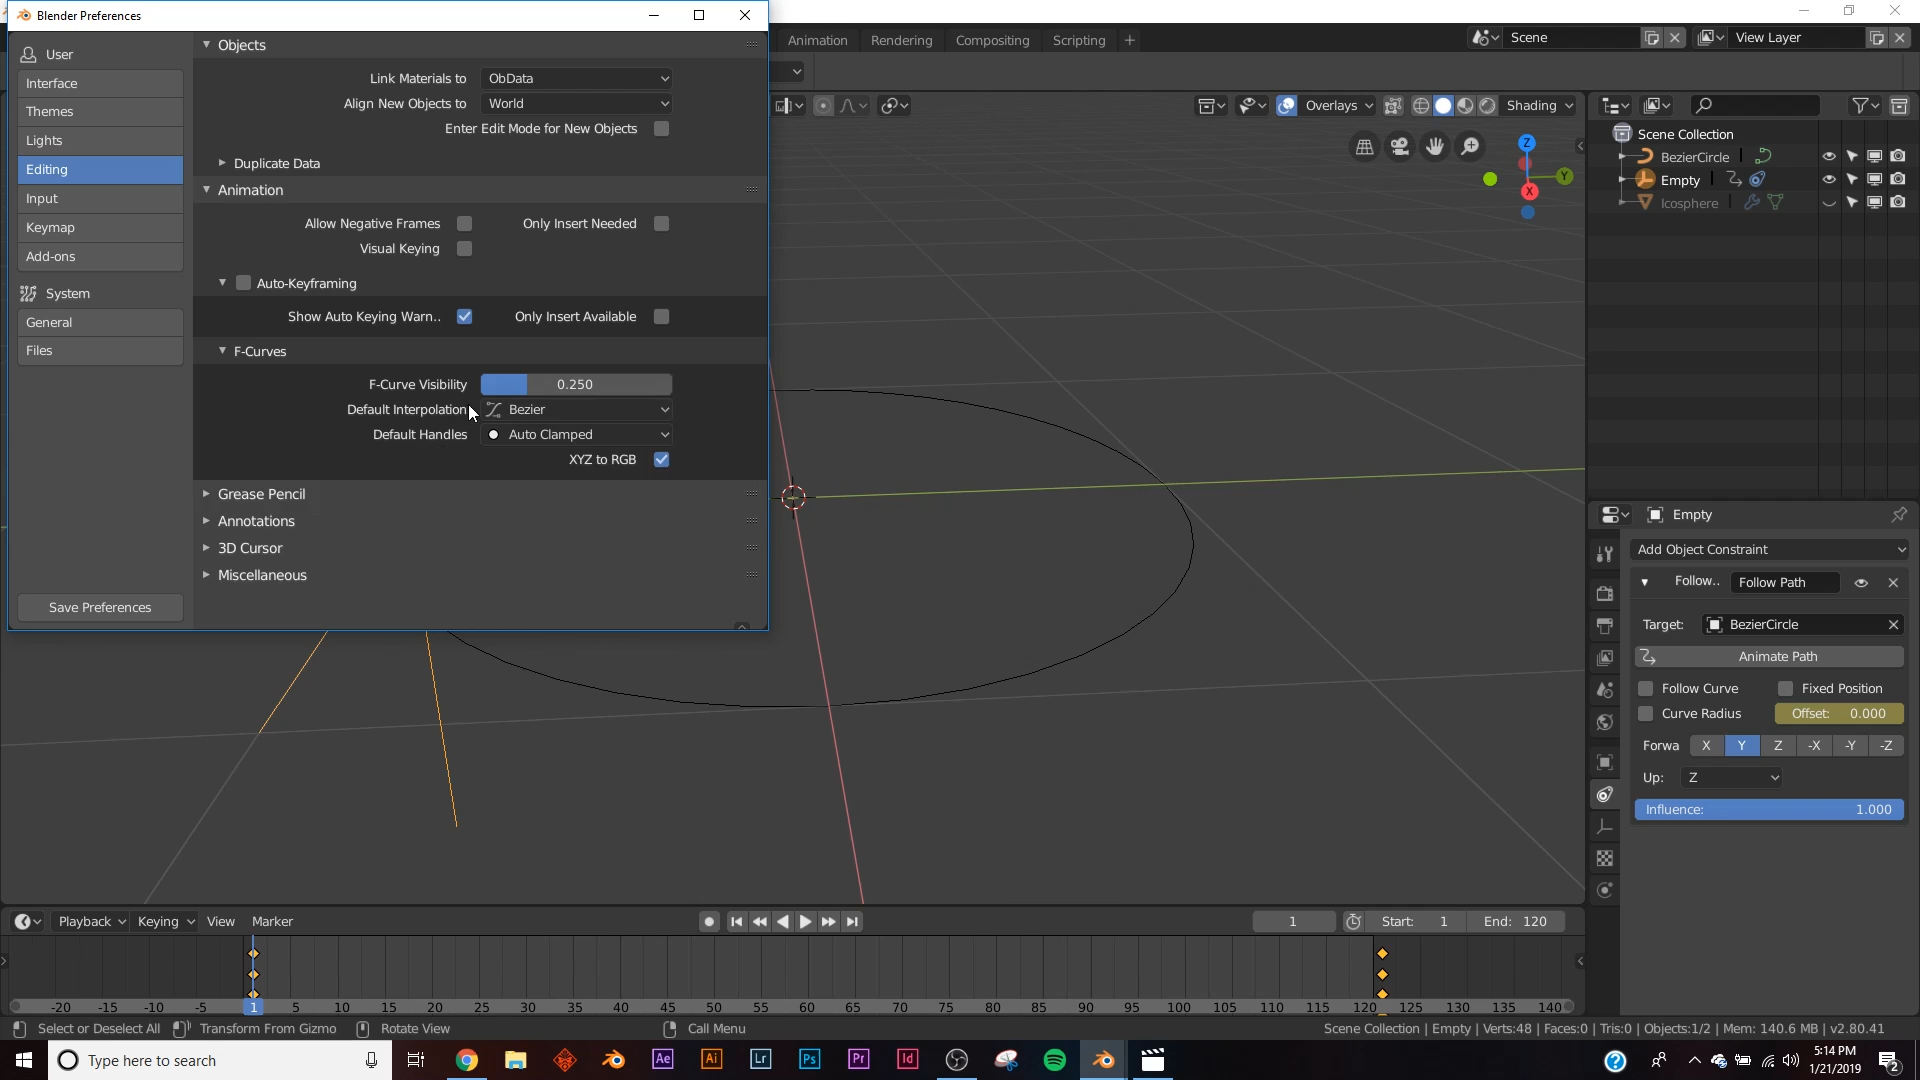 Blender Preferences
User
Interface
Themes
Lights
Editing
Input
Keymap
Add-ons
System
General
Files
Save Preferences
Objects
Link Materials to ObData
Align New Objects to World
Enter Edit Mode for New Objects
Duplicate Data
Animation
Allow Negative Frames Only Insert Needed
Visual Keying
Auto-Keyframing
Show Auto Keying Warn.. Only Insert Available
F-Curves
F-Curve Visibility 0.250
Default Interpolation Bezier
Default Handles Auto Clamped
XYZ to RGB
Grease Pencil
Annotations
3D Cursor
Miscellaneous
Animation Rendering Compositing Scripting + Scene View Layer
Overlays Shading
Z
Y
X
Scene Collection
BezierCircle
Empty
Icosphere
Empty
Add Object Constraint
Follow.. Follow Path
Target: BezierCircle
Animate Path
Follow Curve Fixed Position
Curve Radius Offset: 0.000
Forwa X Y Z -X -Y -Z
Up: Z
Influence: 1.000
Playback Keying View Marker 1 Start: 1 End: 120
-20 -15 -10 -5 1 5 10 15 20 25 30 35 40 45 50 55 60 65 70 75 80 85 90 95 100 105 110 115 120 125 130 135 140
Select or Deselect All Transform From Gizmo Rotate View Call Menu Scene Collection | Empty | Verts:48 | Faces:0 | Tris:0 | Objects:1/2 | Mem: 140.6 MB | v2.80.41
Type here to search Ae Ai Lr Ps Pr Id ? 5:14 PM
1/21/2019 2